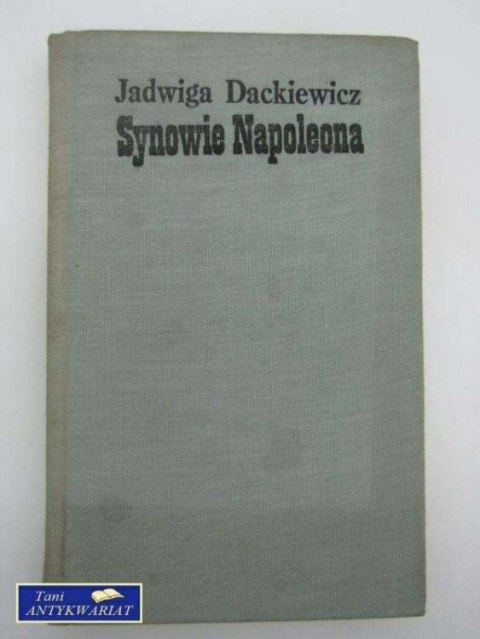 Jadwiga Dackiewicz
Synowie Napoleona
Tani
ANTYKWARIAT